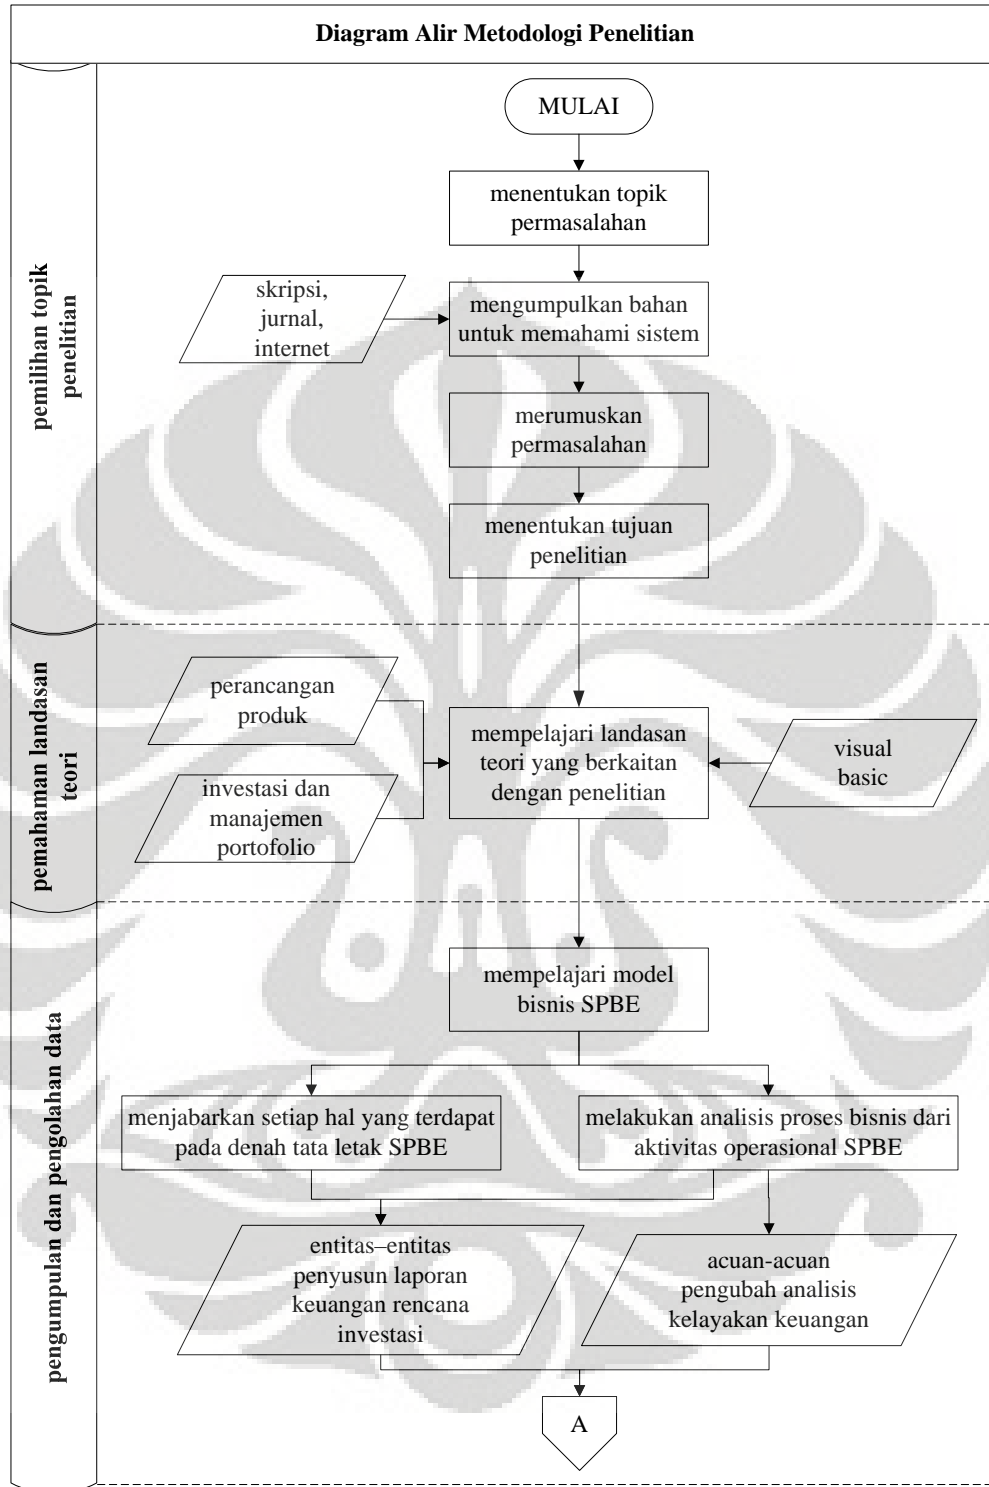 Diagram Alir Metodologi Penelitian
pemilihan topik
penelitian
MULAI
menentukan topik
permasalahan
skripsi,
jurnal,
internet
mengumpulkan bahan
untuk memahami sistem
merumuskan
permasalahan
menentukan tujuan
penelitian
pemahaman landasan
teori
perancangan
produk
investasi dan
manajemen
portofolio
mempelajari landasan
teori yang berkaitan
dengan penelitian
visual
basic
pengumpulan dan pengolahan data
mempelajari model
bisnis SPBE
menjabarkan setiap hal yang terdapat
pada denah tata letak SPBE
melakukan analisis proses bisnis dari
aktivitas operasional SPBE
entitas–entitas
penyusun laporan
keuangan rencana
investasi
acuan-acuan
pengubah analisis
kelayakan keuangan
A